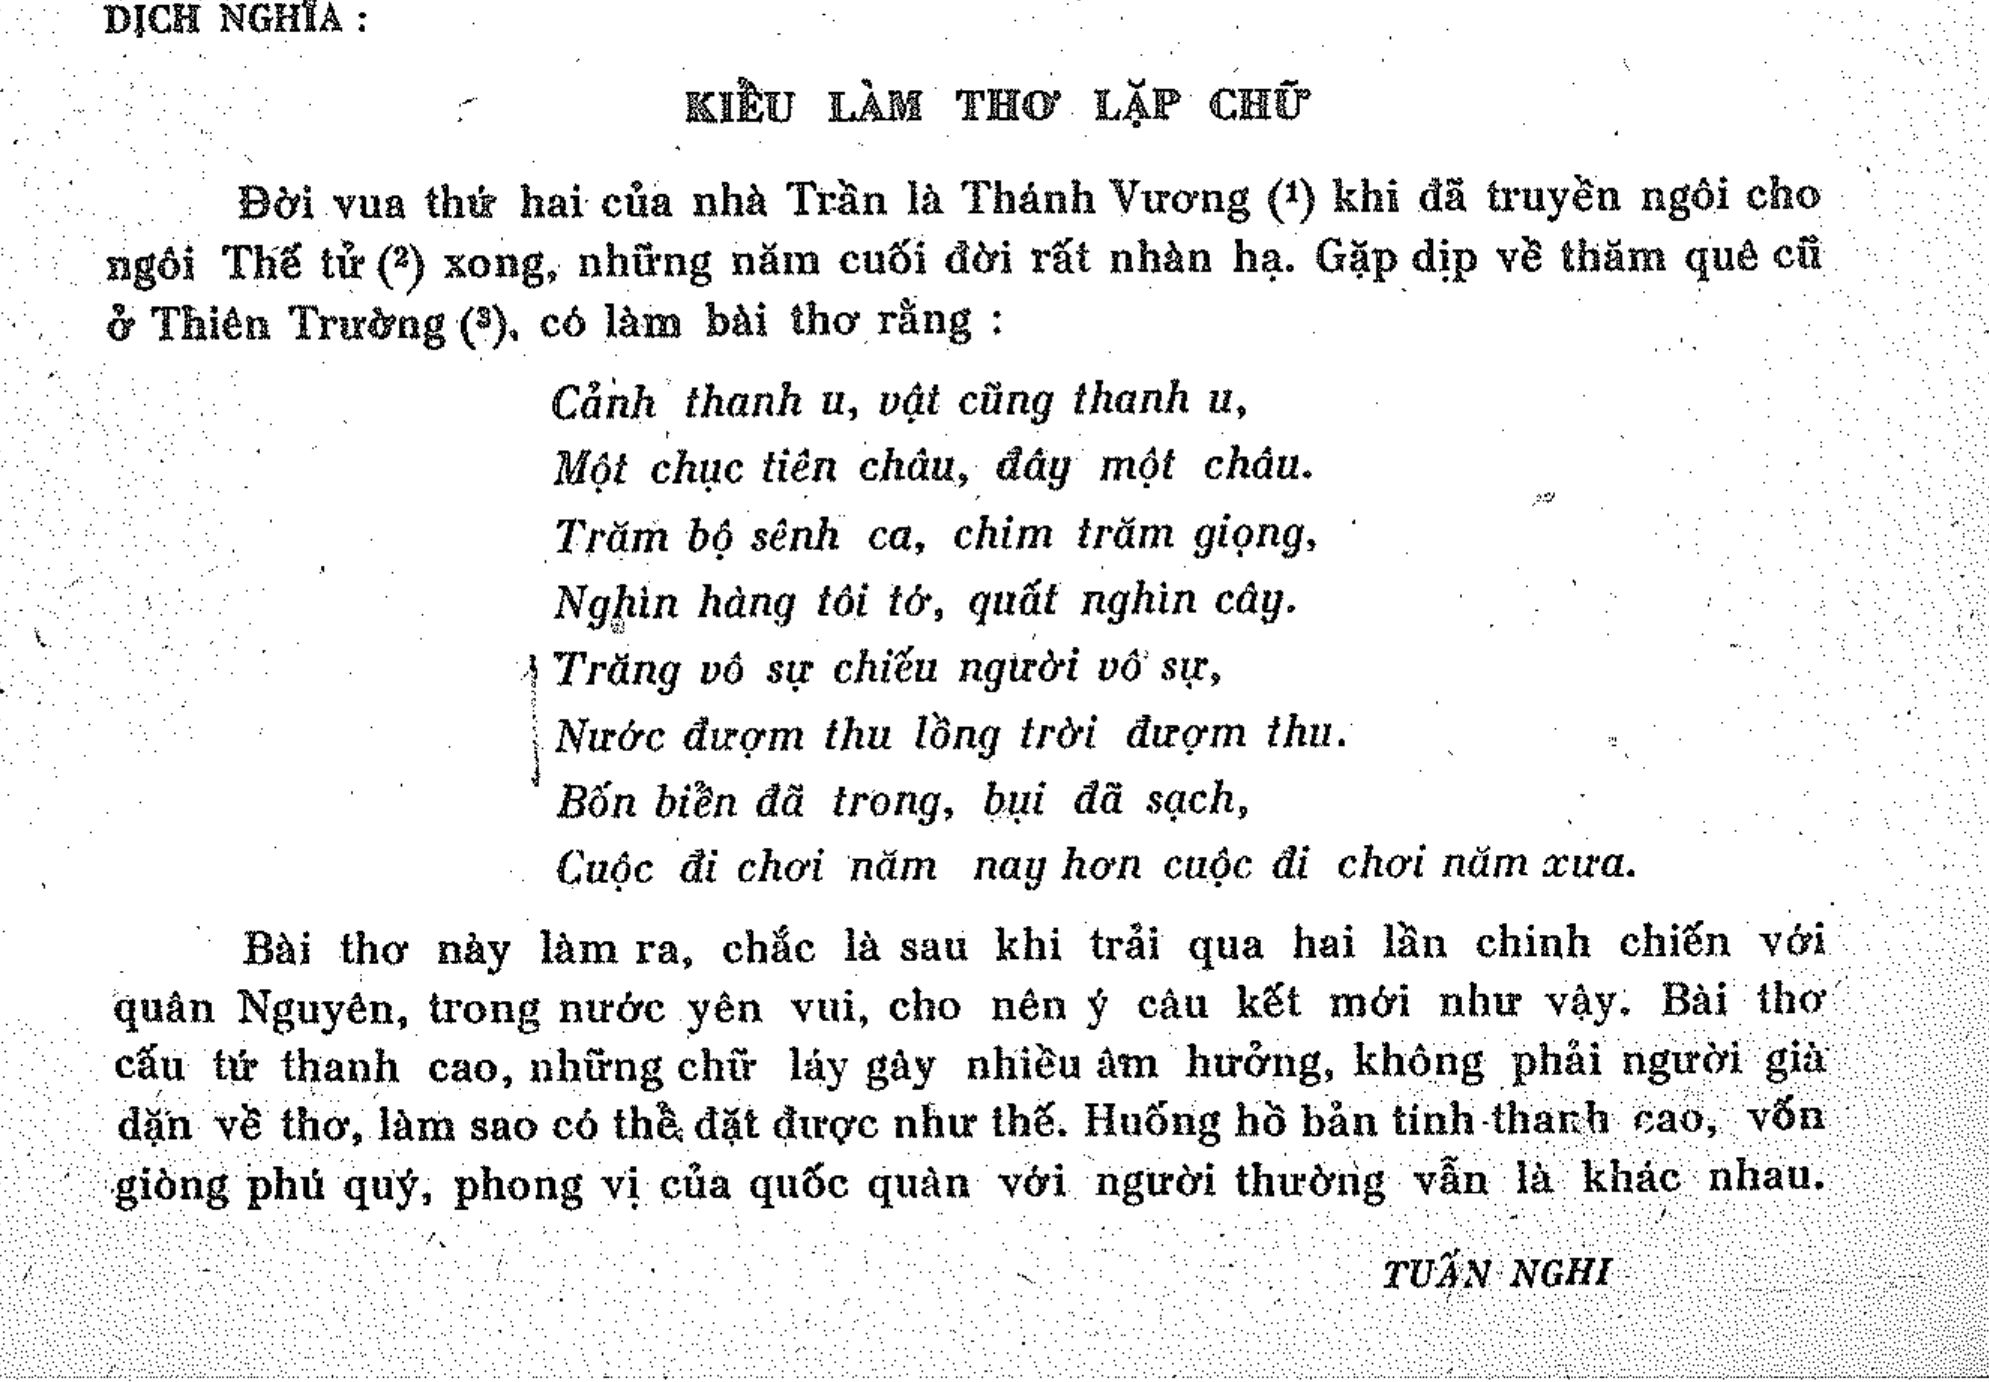 DỊCH NGHĨA :
KIỀU LÀM THƠ LẶP CHỮ
Đời vua thứ hai của nhà Trần là Thánh Vương (¹) khi đã truyền ngôi cho
ngôi Thế tử (²) xong, những năm cuối đời rất nhàn hạ. Gặp dịp về thăm quê cũ
ở Thiên Trường (³), có làm bài thơ rằng :
Cảnh thanh u, vật cũng thanh u,
Một chục tiên châu, đây một châu.
Trăm bộ sênh ca, chim trăm giọng,
Nghìn hàng tôi tớ, quất nghìn cây.
Trăng vô sự chiếu người vô sự,
Nước đượm thu lồng trời đượm thu.
Bốn biển đã trong, bụi đã sạch,
Cuộc đi chơi năm nay hơn cuộc đi chơi năm xưa.
Bài thơ này làm ra, chắc là sau khi trải qua hai lần chinh chiến với
quân Nguyên, trong nước yên vui, cho nên ý câu kết mới như vậy. Bài thơ
cấu tứ thanh cao, những chữ láy gây nhiều âm hưởng, không phải người già
dặn về thơ, làm sao có thể đặt được như thế. Huống hồ bản tính thanh cao, vốn
giòng phú quý, phong vị của quốc quân với người thường vẫn là khác nhau.
TUẤN NGHI